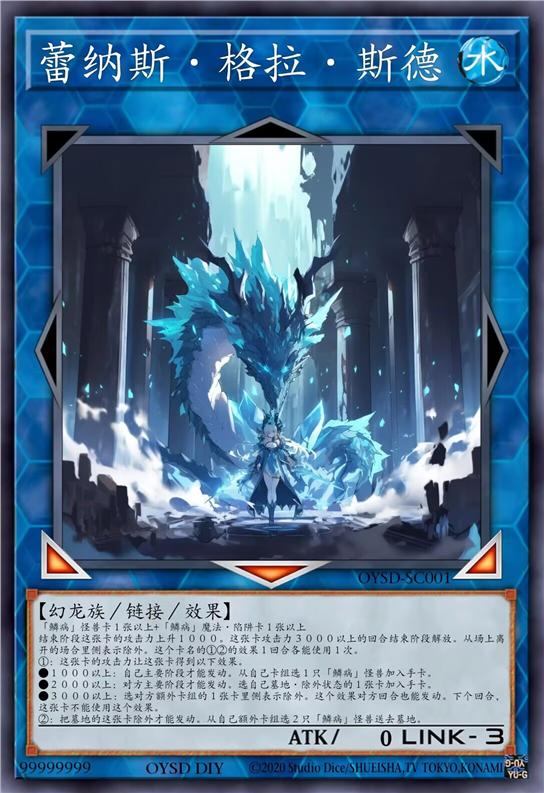 蕾纳斯·格拉·斯德
水
OYSD-SC001
【幻龙族／链接／效果】
「鳞病」怪兽卡1张以上+「鳞病」魔法·陷阱卡1张以上
结束阶段这张卡的攻击力上升1000。这张卡攻击力3000以上的回合结束阶段解放。从场上离
开的场合里侧表示除外。这个卡名的①②的效果1回合各能使用1次。
①：这张卡的攻击力让这张卡得到以下效果。
●1000以上：自己主要阶段才能发动。从自己卡组选1只「鳞病」怪兽加入手卡。
●2000以上：对方主要阶段才能发动。选自己墓地·除外状态的1张卡加入手卡。
●3000以上：选对方额外卡组的1张卡里侧表示除外。这个效果对方回合也能发动。下个回合，
这张卡不能使用这个效果。
②：把墓地的这张卡除外才能发动。从自己额外卡组选2只「鳞病」怪兽送去墓地。
ATK/ 0 LINK-3
99999999 OYSD DIY ©2020 Studio Dice/SHUEISHA,TV TOKYO,KONAMI